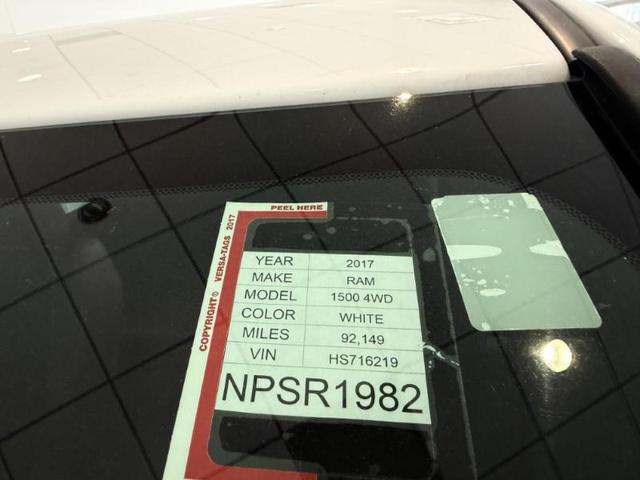 PEEL HERE
COPYRIGHT© VERSA-TAGS 2017
YEAR 2017
MAKE RAM
MODEL 1500 4WD
COLOR WHITE
MILES 92,149
VIN HS716219
NPSR1982